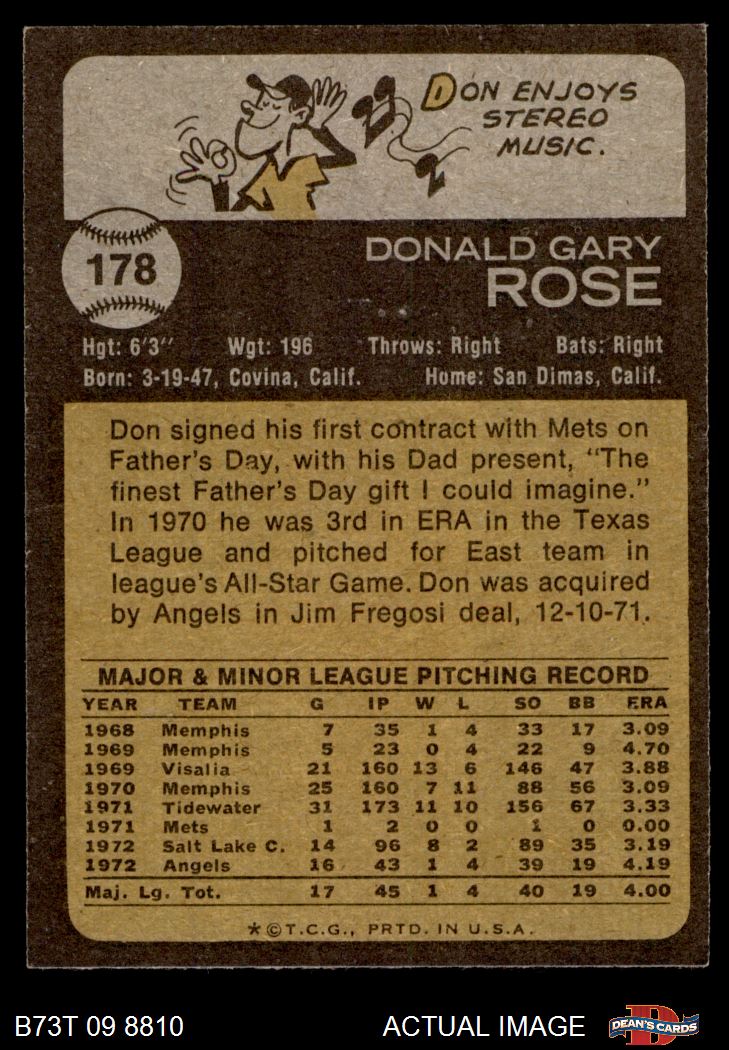 DON ENJOYS
STEREO
MUSIC.
178
DONALD GARY
ROSE
Hgt: 6'3" Wgt: 196 Throws: Right Bats: Right
Born: 3-19-47, Covina, Calif. Home: San Dimas, Calif.
Don signed his first contract with Mets on
Father's Day, with his Dad present, "The
finest Father's Day gift I could imagine."
In 1970 he was 3rd in ERA in the Texas
League and pitched for East team in
league's All-Star Game. Don was acquired
by Angels in Jim Fregosi deal, 12-10-71.
MAJOR & MINOR LEAGUE PITCHING RECORD
YEAR TEAM G IP W L SO BB ERA
1968 Memphis 7 35 1 4 33 17 3.09
1969 Memphis 5 23 0 4 22 9 4.70
1969 Visalia 21 160 13 6 146 47 3.88
1970 Memphis 25 160 7 11 88 56 3.09
1971 Tidewater 31 173 11 10 156 67 3.33
1971 Mets 1 2 0 0 1 0 0.00
1972 Salt Lake C. 14 96 8 2 89 35 3.19
1972 Angels 16 43 1 4 39 19 4.19
Maj. Lg. Tot. 17 45 1 4 40 19 4.00
*©T.C.G., PRTD. IN U.S.A.
B73T 09 8810 ACTUAL IMAGE D DEAN'S CARDS